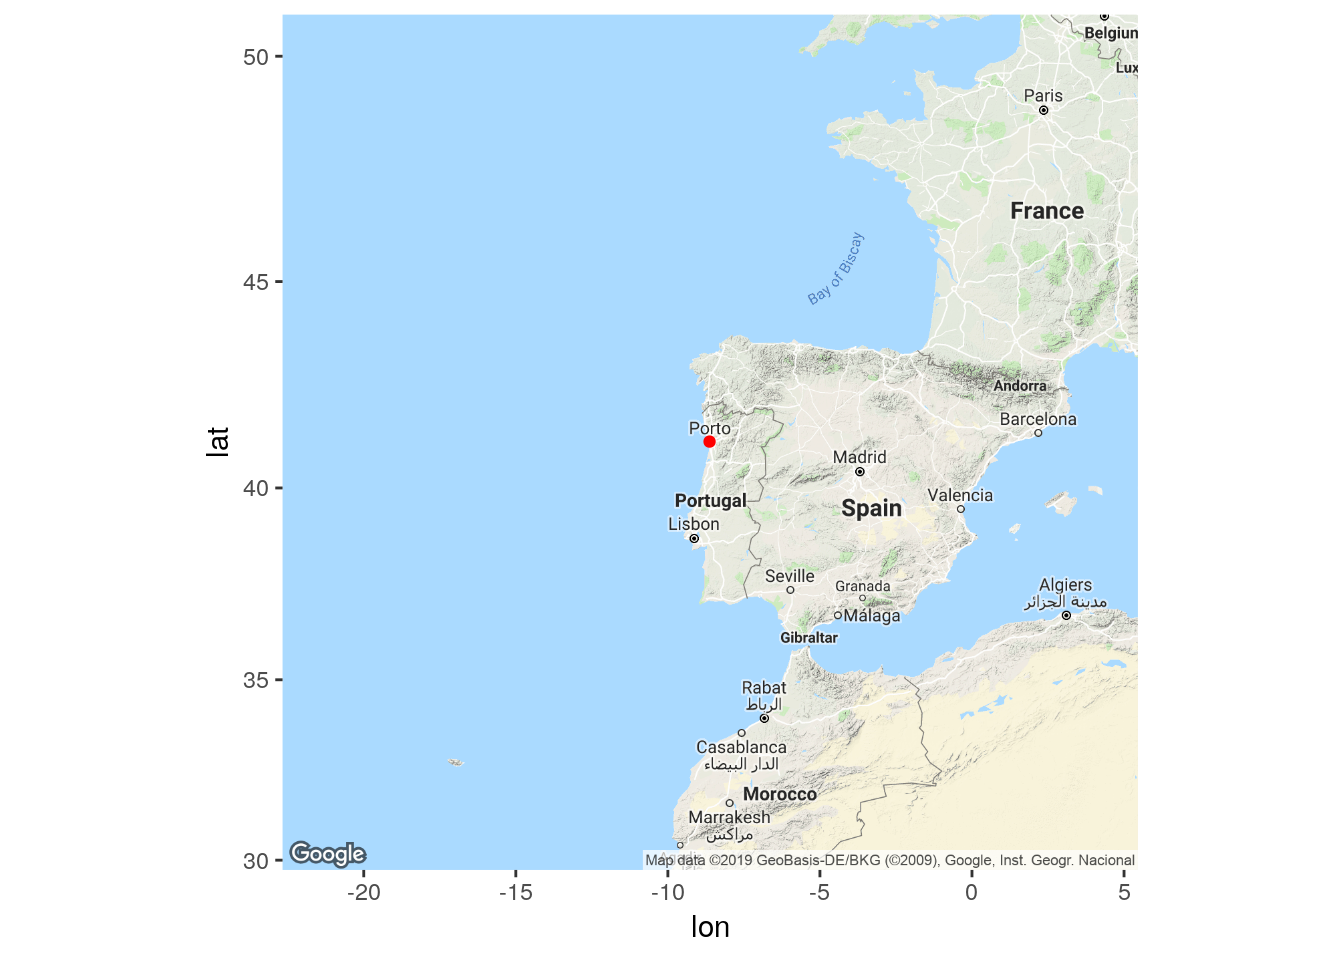 50
Belgiun
Lux
Paris
France
45
Bay of Biscay
Andorra
Barcelona
Porto
lat
Madrid
40
Portugal
Spain
Valencia
Lisbon
Seville
Granada
Algiers
مدينة الجزائر
Málaga
Gibraltar
35
Rabat
الرباط
Casablanca
الدار البيضاء
Morocco
Marrakesh
مراكش
30
Google
Map data ©2019 GeoBasis-DE/BKG (©2009), Google, Inst. Geogr. Nacional
-20
-15
-10
-5
0
5
lon